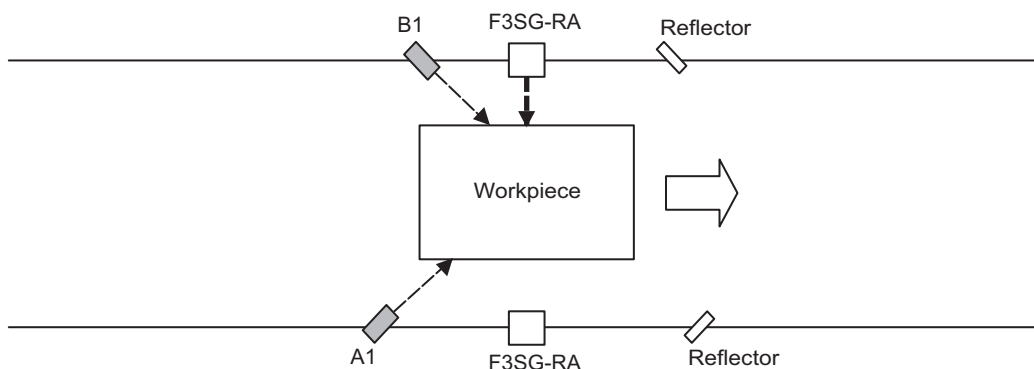 B1
F3SG-RA
Reflector
Workpiece
A1
F3SG-RA
Reflector